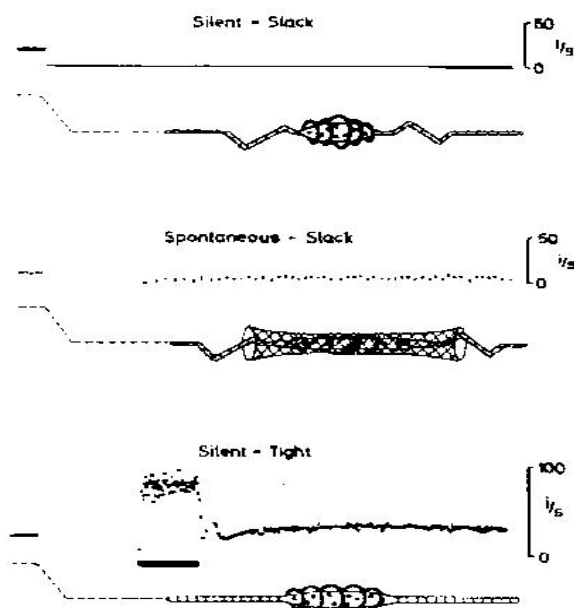 Silent - Slack
50
i/s
0
Spontaneous - Slack
50
i/s
0
Silent - Tight
100
i/s
0